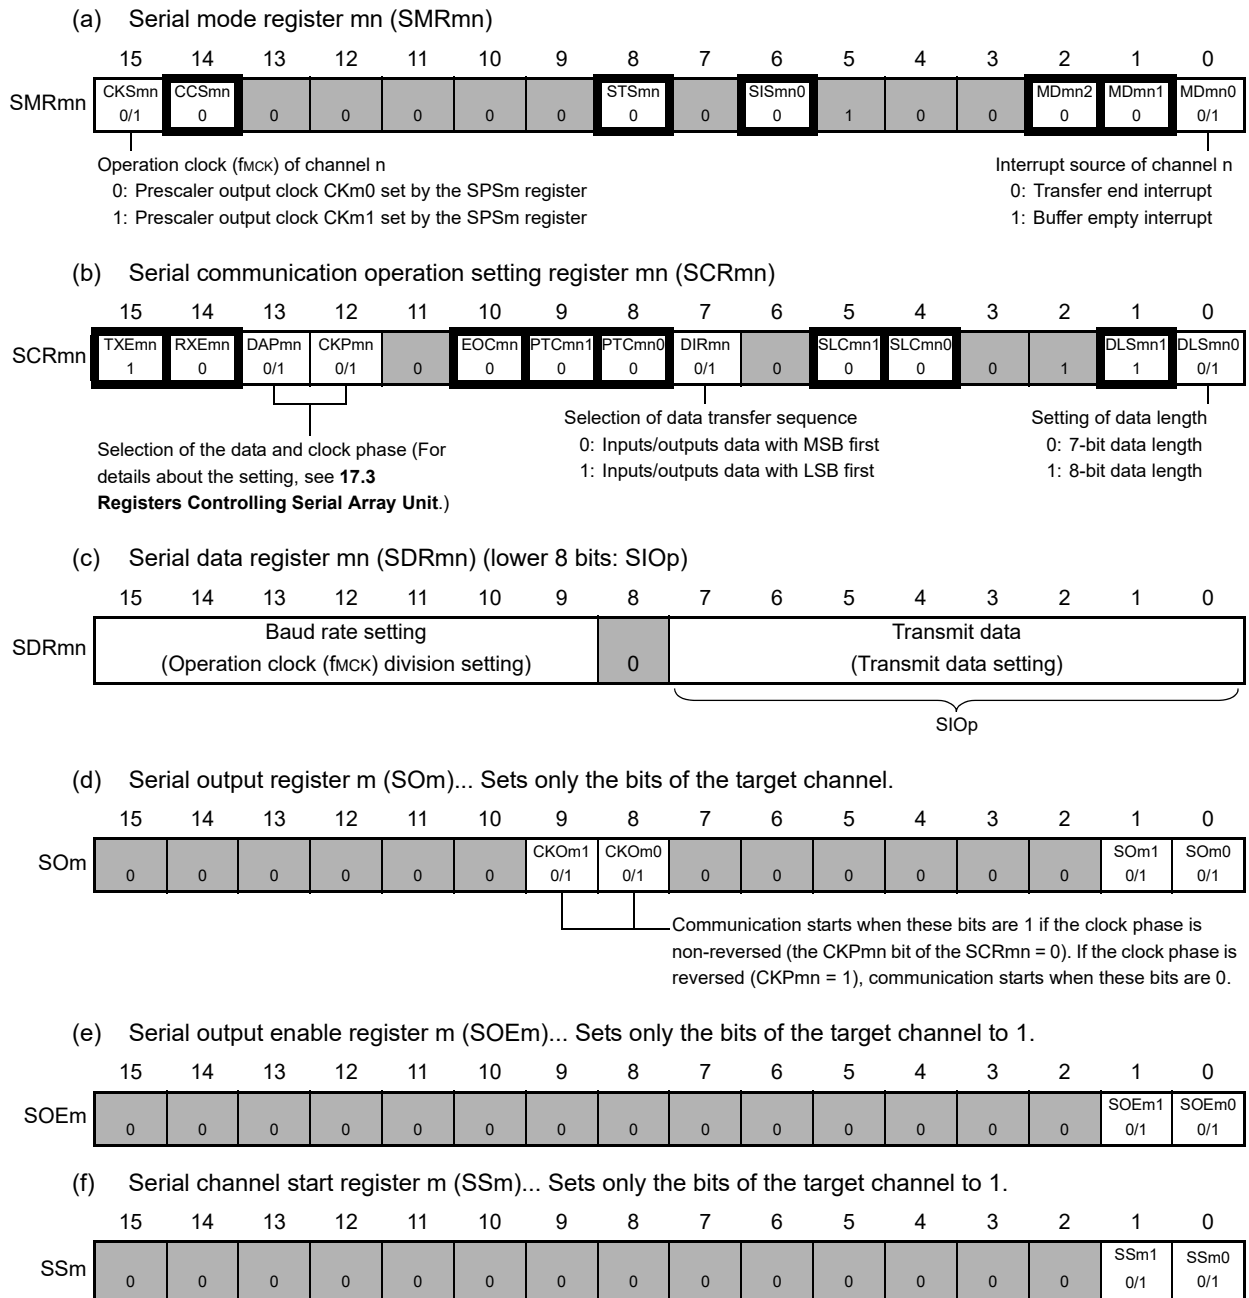 (a) Serial mode register mn (SMRmn)
15 14 13 12 11 10 9 8 7 6 5 4 3 2 1 0
SMRmn
CKSmn CCSmn STSmn SISmn0 MDmn2 MDmn1 MDmn0
0/1 0 0 0 0 0 0 0 0 0 1 0 0 0 0 0/1
Operation clock (fMCK) of channel n
0: Prescaler output clock CKm0 set by the SPSm register
1: Prescaler output clock CKm1 set by the SPSm register
Interrupt source of channel n
0: Transfer end interrupt
1: Buffer empty interrupt
(b) Serial communication operation setting register mn (SCRmn)
15 14 13 12 11 10 9 8 7 6 5 4 3 2 1 0
SCRmn
TXEmn RXEmn DAPmn CKPmn EOCmn PTCmn1 PTCmn0 DIRmn SLCmn1 SLCmn0 DLSmn1 DLSmn0
1 0 0/1 0/1 0 0 0 0 0/1 0 0 0 0 1 1 0/1
Selection of the data and clock phase (For
details about the setting, see 17.3
Registers Controlling Serial Array Unit.)
Selection of data transfer sequence
0: Inputs/outputs data with MSB first
1: Inputs/outputs data with LSB first
Setting of data length
0: 7-bit data length
1: 8-bit data length
(c) Serial data register mn (SDRmn) (lower 8 bits: SIOp)
15 14 13 12 11 10 9 8 7 6 5 4 3 2 1 0
SDRmn
Baud rate setting
(Operation clock (fMCK) division setting)
0
Transmit data
(Transmit data setting)
SIOp
(d) Serial output register m (SOm)... Sets only the bits of the target channel.
15 14 13 12 11 10 9 8 7 6 5 4 3 2 1 0
SOm
CKOm1 CKOm0 SOm1 SOm0
0 0 0 0 0 0 0/1 0/1 0 0 0 0 0 0 0/1 0/1
Communication starts when these bits are 1 if the clock phase is
non-reversed (the CKPmn bit of the SCRmn = 0). If the clock phase is
reversed (CKPmn = 1), communication starts when these bits are 0.
(e) Serial output enable register m (SOEm)... Sets only the bits of the target channel to 1.
15 14 13 12 11 10 9 8 7 6 5 4 3 2 1 0
SOEm
SOEm1 SOEm0
0 0 0 0 0 0 0 0 0 0 0 0 0 0 0/1 0/1
(f) Serial channel start register m (SSm)... Sets only the bits of the target channel to 1.
15 14 13 12 11 10 9 8 7 6 5 4 3 2 1 0
SSm
SSm1 SSm0
0 0 0 0 0 0 0 0 0 0 0 0 0 0 0/1 0/1